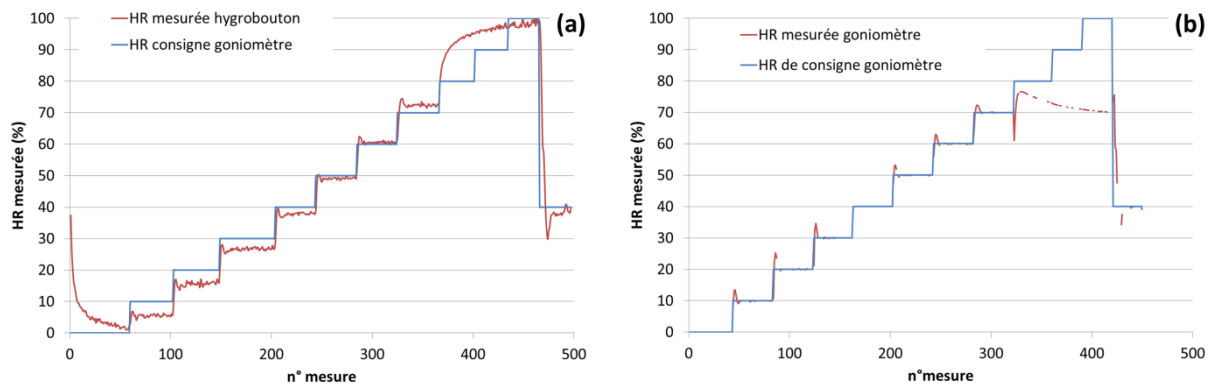 (a)
HR mesurée hygrobouton
HR consigne goniomètre
HR mesurée (%)
100
90
80
70
60
50
40
30
20
10
0
0 100 200 300 400 500
n° mesure
(b)
HR mesurée goniomètre
HR de consigne goniomètre
HR mesurée (%)
100
90
80
70
60
50
40
30
20
10
0
0 100 200 300 400 500
n°mesure